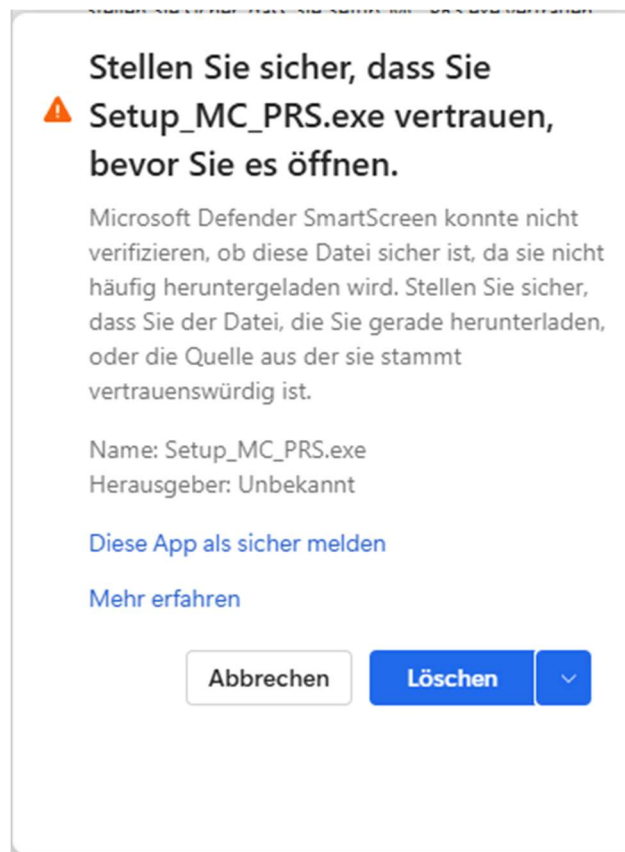 Stellen Sie sicher, dass Sie
Setup_MC_PRS.exe vertrauen,
bevor Sie es öffnen.
Microsoft Defender SmartScreen konnte nicht
verifizieren, ob diese Datei sicher ist, da sie nicht
häufig heruntergeladen wird. Stellen Sie sicher,
dass Sie der Datei, die Sie gerade herunterladen,
oder die Quelle aus der sie stammt
vertrauenswürdig ist.
Name: Setup_MC_PRS.exe
Herausgeber: Unbekannt
Diese App als sicher melden
Mehr erfahren
Abbrechen
Löschen